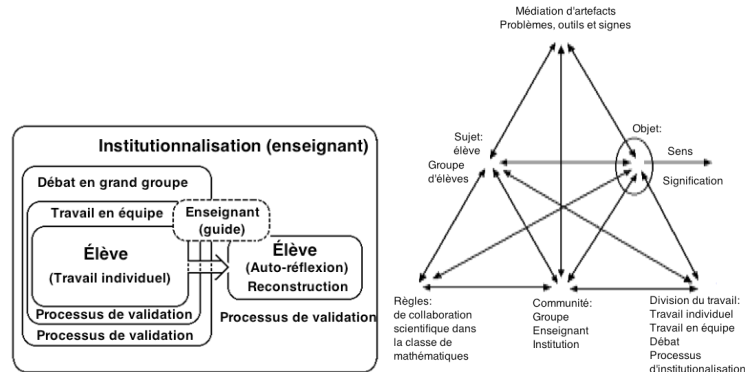 Institutionnalisation (enseignant)
Débat en grand groupe
Travail en équipe
Enseignant
(guide)
Élève
(Travail individuel)
Élève
(Auto-réflexion)
Reconstruction
Processus de validation
Processus de validation
Processus de validation
Médiation d'artefacts
Problèmes, outils et signes
Sujet:
élève
Groupe
d'élèves
Objet:
Sens
Signification
Règles:
de collaboration
scientifique dans
la classe de
mathématiques
Communité:
Groupe
Enseignant
Institution
Division du travail:
Travail individuel
Travail en équipe
Débat
Processus
d'institutionalisation